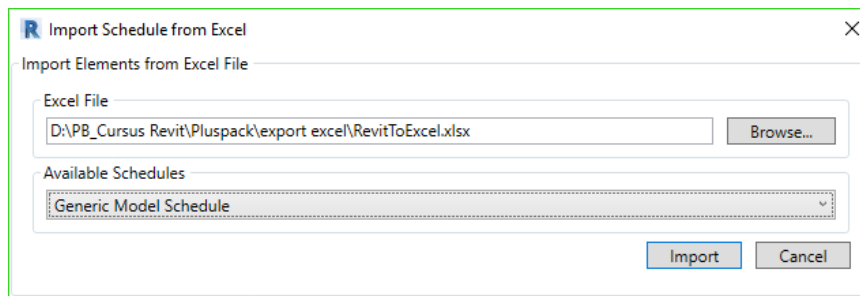 Import Schedule from Excel
Import Elements from Excel File
Excel File
D:\PB_Cursus Revit\Pluspack\export excel\RevitToExcel.xlsx
Browse...
Available Schedules
Generic Model Schedule
Import
Cancel